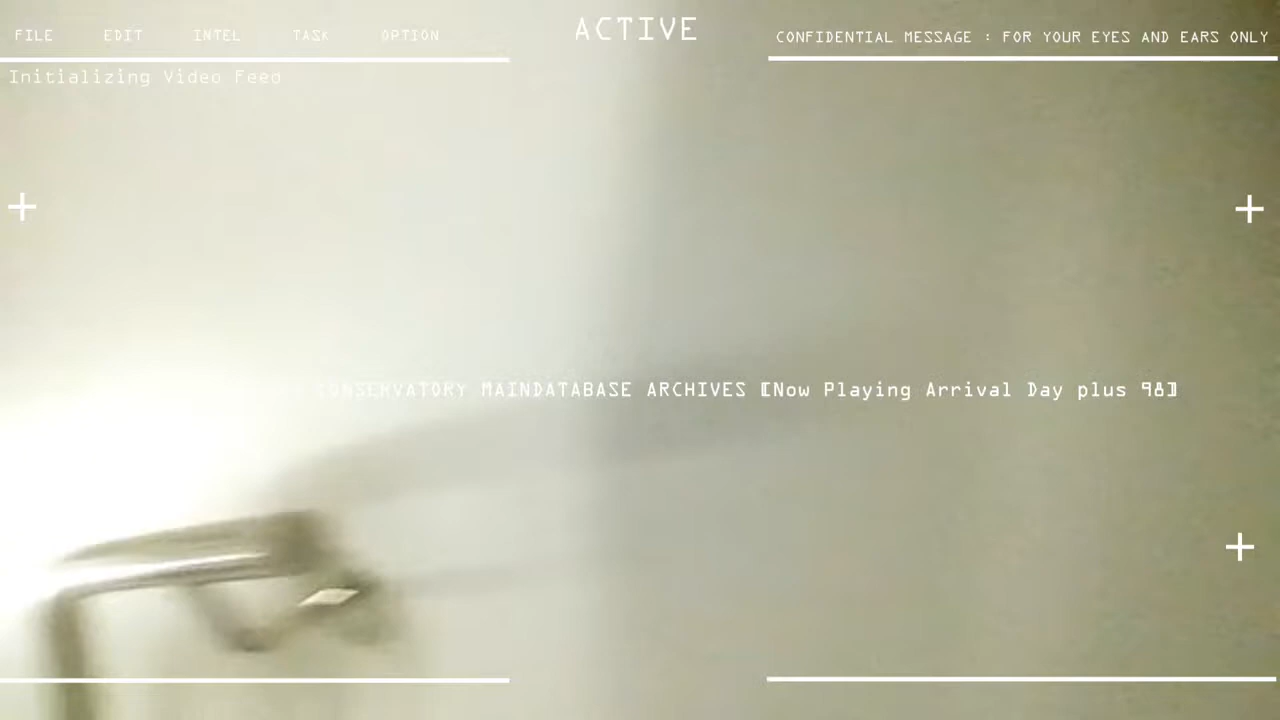 FILE EDIT INTEL TASK OPTION
ACTIVE
CONFIDENTIAL MESSAGE : FOR YOUR EYES AND EARS ONLY
Initializing Video Feed
CONSERVATORY MAINDATABASE ARCHIVES [Now Playing Arrival Day plus 98]